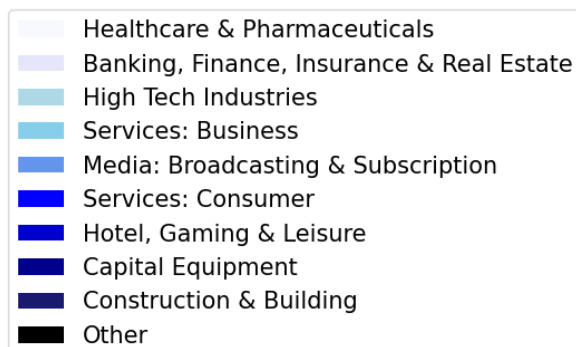 Healthcare & Pharmaceuticals
Banking, Finance, Insurance & Real Estate
High Tech Industries
Services: Business
Media: Broadcasting & Subscription
Services: Consumer
Hotel, Gaming & Leisure
Capital Equipment
Construction & Building
Other